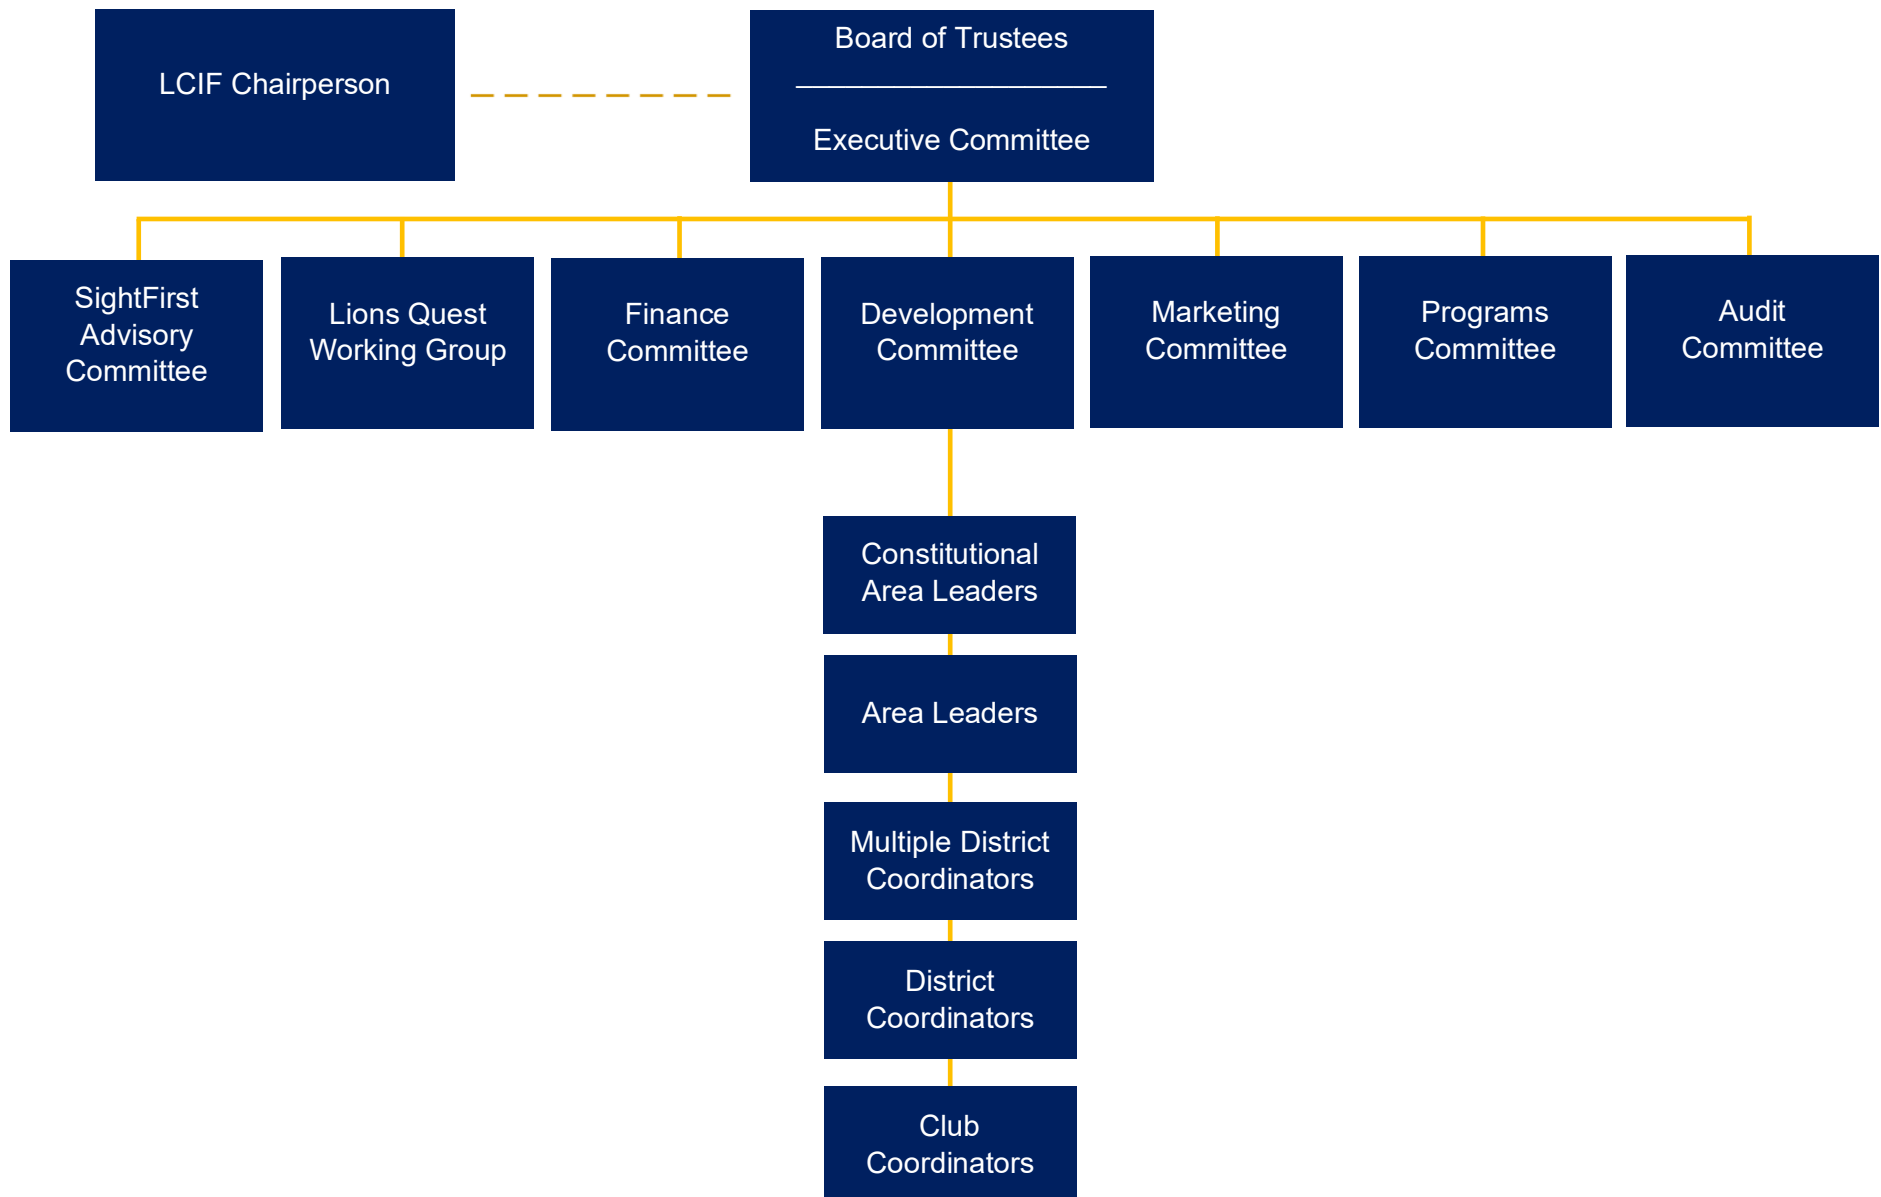 LCIF Chairperson
Board of Trustees
Executive Committee
SightFirst
Advisory
Committee
Lions Quest
Working Group
Finance
Committee
Development
Committee
Marketing
Committee
Programs
Committee
Audit
Committee
Constitutional
Area Leaders
Area Leaders
Multiple District
Coordinators
District
Coordinators
Club
Coordinators